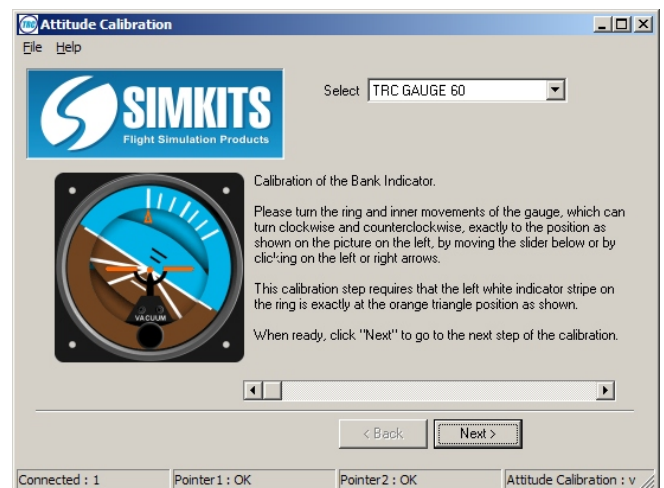 TRC Attitude Calibration
File Help
SIMKITS
Flight Simulation Products
Select TRC GAUGE 60
Calibration of the Bank Indicator.
Please turn the ring and inner movements of the gauge, which can
turn clockwise and counterclockwise, exactly to the position as
shown on the picture on the left, by moving the slider below or by
clicking on the left or right arrows.
This calibration step requires that the left white indicator stripe on
the ring is exactly at the orange triangle position as shown.
When ready, click "Next" to go to the next step of the calibration.
VACUUM
< Back Next >
Connected : 1 Pointer1 : OK Pointer2 : OK Attitude Calibration : v